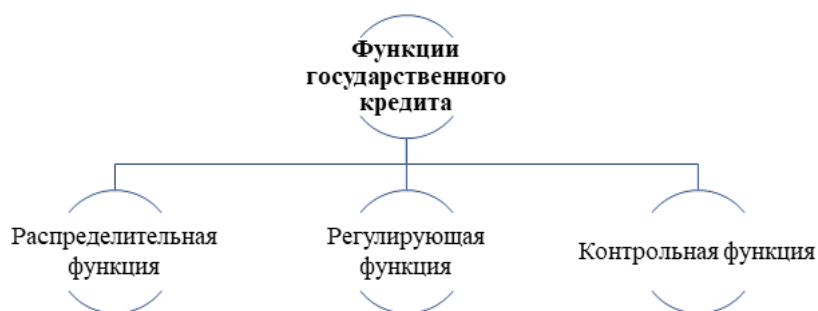 Функции
государственного
кредита
Распределительная
функция
Регулирующая
функция
Контрольная функция